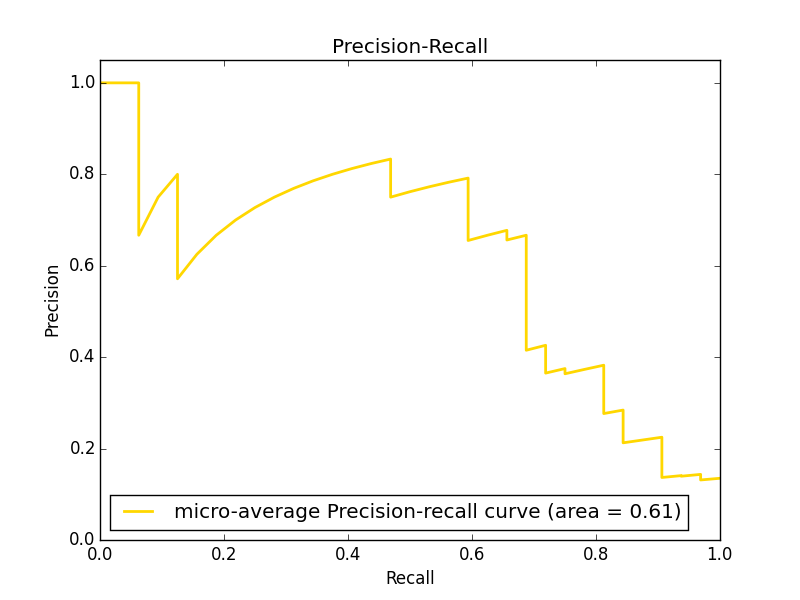 Precision-Recall
1.0
0.8
0.6
0.4
0.2
0.0
Precision
micro-average Precision-recall curve (area = 0.61)
0.0 0.2 0.4 0.6 0.8 1.0
Recall